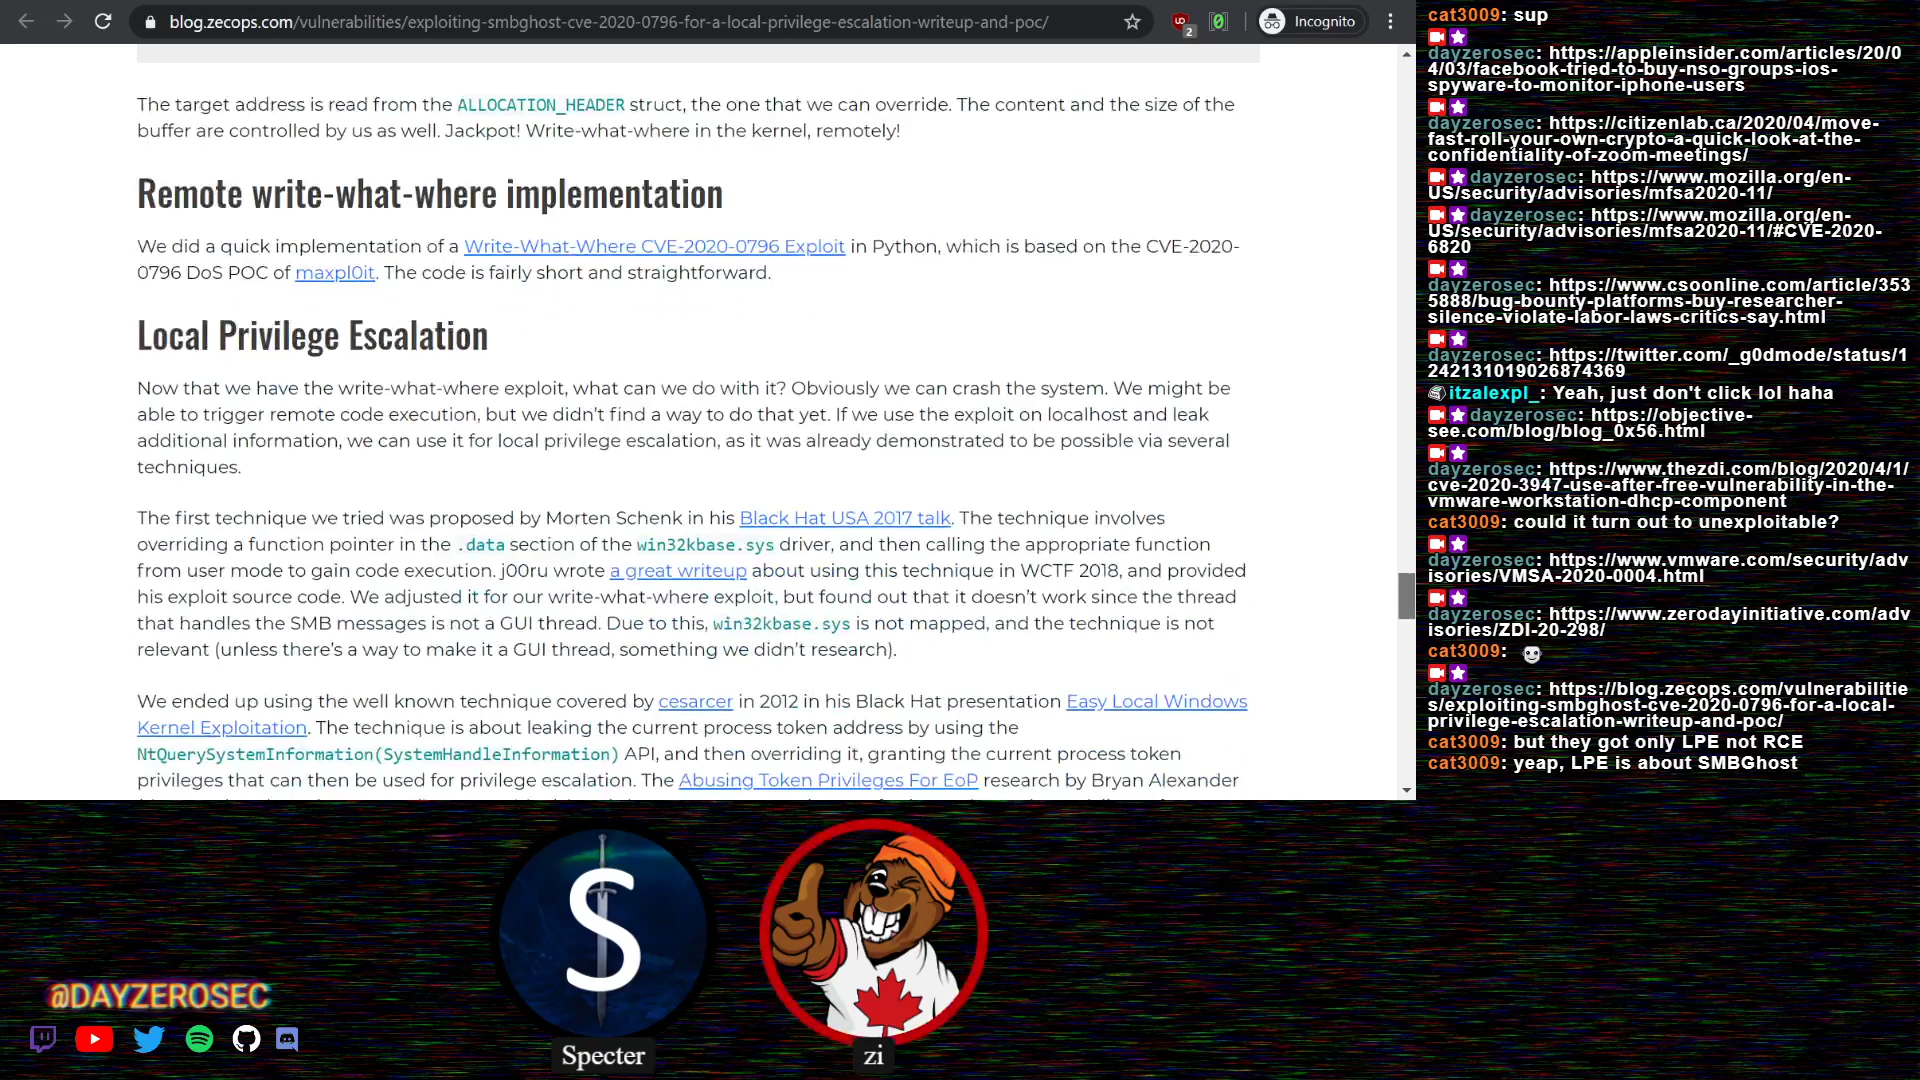 blog.zecops.com/vulnerabilities/exploiting-smbghost-cve-2020-0796-for-a-local-privilege-escalation-writeup-and-poc/
2
Incognito
The target address is read from the ALLOCATION_HEADER struct, the one that we can override. The content and the size of the
buffer are controlled by us as well. Jackpot! Write-what-where in the kernel, remotely!
Remote write-what-where implementation
We did a quick implementation of a Write-What-Where CVE-2020-0796 Exploit in Python, which is based on the CVE-2020-
0796 DoS POC of maxpl0it. The code is fairly short and straightforward.
Local Privilege Escalation
Now that we have the write-what-where exploit, what can we do with it? Obviously we can crash the system. We might be
able to trigger remote code execution, but we didn't find a way to do that yet. If we use the exploit on localhost and leak
additional information, we can use it for local privilege escalation, as it was already demonstrated to be possible via several
techniques.
The first technique we tried was proposed by Morten Schenk in his Black Hat USA 2017 talk. The technique involves
overriding a function pointer in the .data section of the win32kbase.sys driver, and then calling the appropriate function
from user mode to gain code execution. j00ru wrote a great writeup about using this technique in WCTF 2018, and provided
his exploit source code. We adjusted it for our write-what-where exploit, but found out that it doesn't work since the thread
that handles the SMB messages is not a GUI thread. Due to this, win32kbase.sys is not mapped, and the technique is not
relevant (unless there's a way to make it a GUI thread, something we didn't research).
We ended up using the well known technique covered by cesarcer in 2012 in his Black Hat presentation Easy Local Windows
Kernel Exploitation. The technique is about leaking the current process token address by using the
NtQuerySystemInformation(SystemHandleInformation) API, and then overriding it, granting the current process token
privileges that can then be used for privilege escalation. The Abusing Token Privileges For EoP research by Bryan Alexander
cat3009: sup
dayzerosec: https://appleinsider.com/articles/20/0
4/03/facebook-tried-to-buy-nso-groups-ios-
spyware-to-monitor-iphone-users
dayzerosec: https://citizenlab.ca/2020/04/move-
fast-roll-your-own-crypto-a-quick-look-at-the-
confidentiality-of-zoom-meetings/
dayzerosec: https://www.mozilla.org/en-
US/security/advisories/mfsa2020-11/
dayzerosec: https://www.mozilla.org/en-
US/security/advisories/mfsa2020-11/#CVE-2020-
6820
dayzerosec: https://www.csoonline.com/article/353
5888/bug-bounty-platforms-buy-researcher-
silence-violate-labor-laws-critics-say.html
dayzerosec: https://twitter.com/_g0dmode/status/1
242131019026874369
itzalexpl_: Yeah, just don't click lol haha
dayzerosec: https://objective-
see.com/blog/blog_0x56.html
dayzerosec: https://www.thezdi.com/blog/2020/4/1/
cve-2020-3947-use-after-free-vulnerability-in-the-
vmware-workstation-dhcp-component
cat3009: could it turn out to unexploitable?
dayzerosec: https://www.vmware.com/security/adv
isories/VMSA-2020-0004.html
dayzerosec: https://www.zerodayinitiative.com/adv
isories/ZDI-20-298/
cat3009:
dayzerosec: https://blog.zecops.com/vulnerabilitie
s/exploiting-smbghost-cve-2020-0796-for-a-local-
privilege-escalation-writeup-and-poc/
cat3009: but they got only LPE not RCE
cat3009: yeap, LPE is about SMBGhost
@DAYZEROSEC
S
Specter
zi